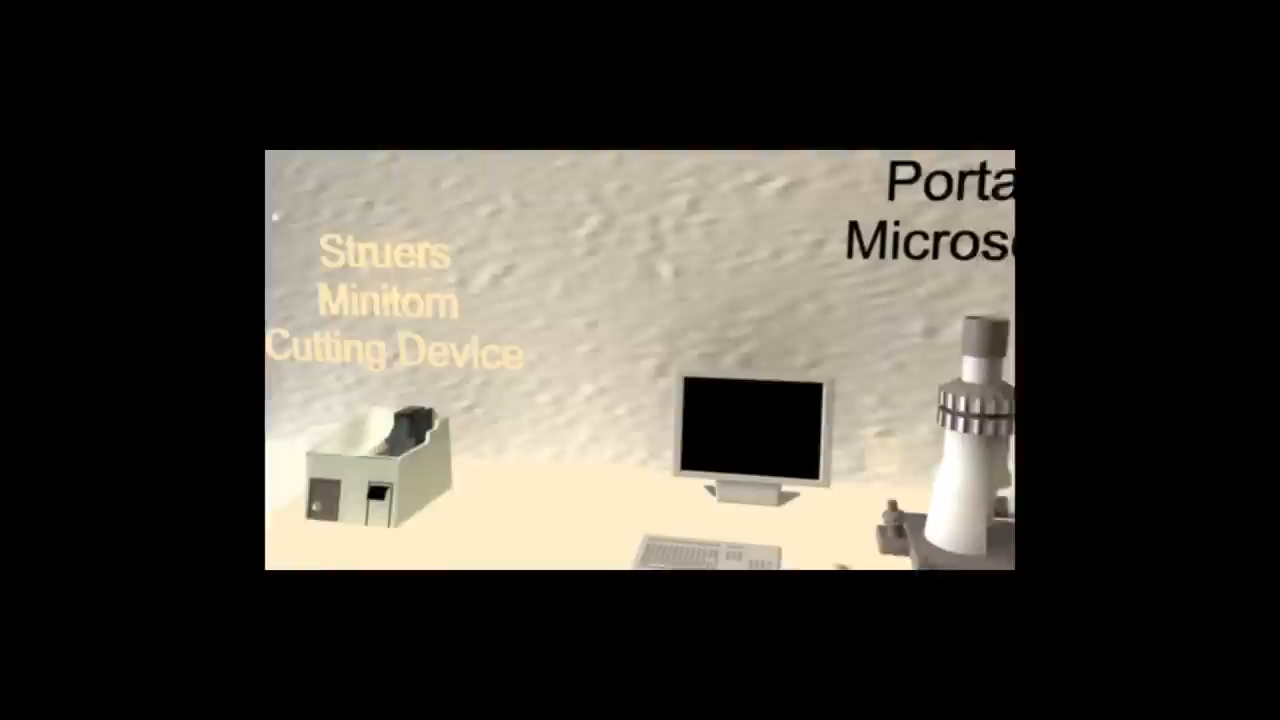 Struers
Minitom
Cutting Device
Porta
Micros